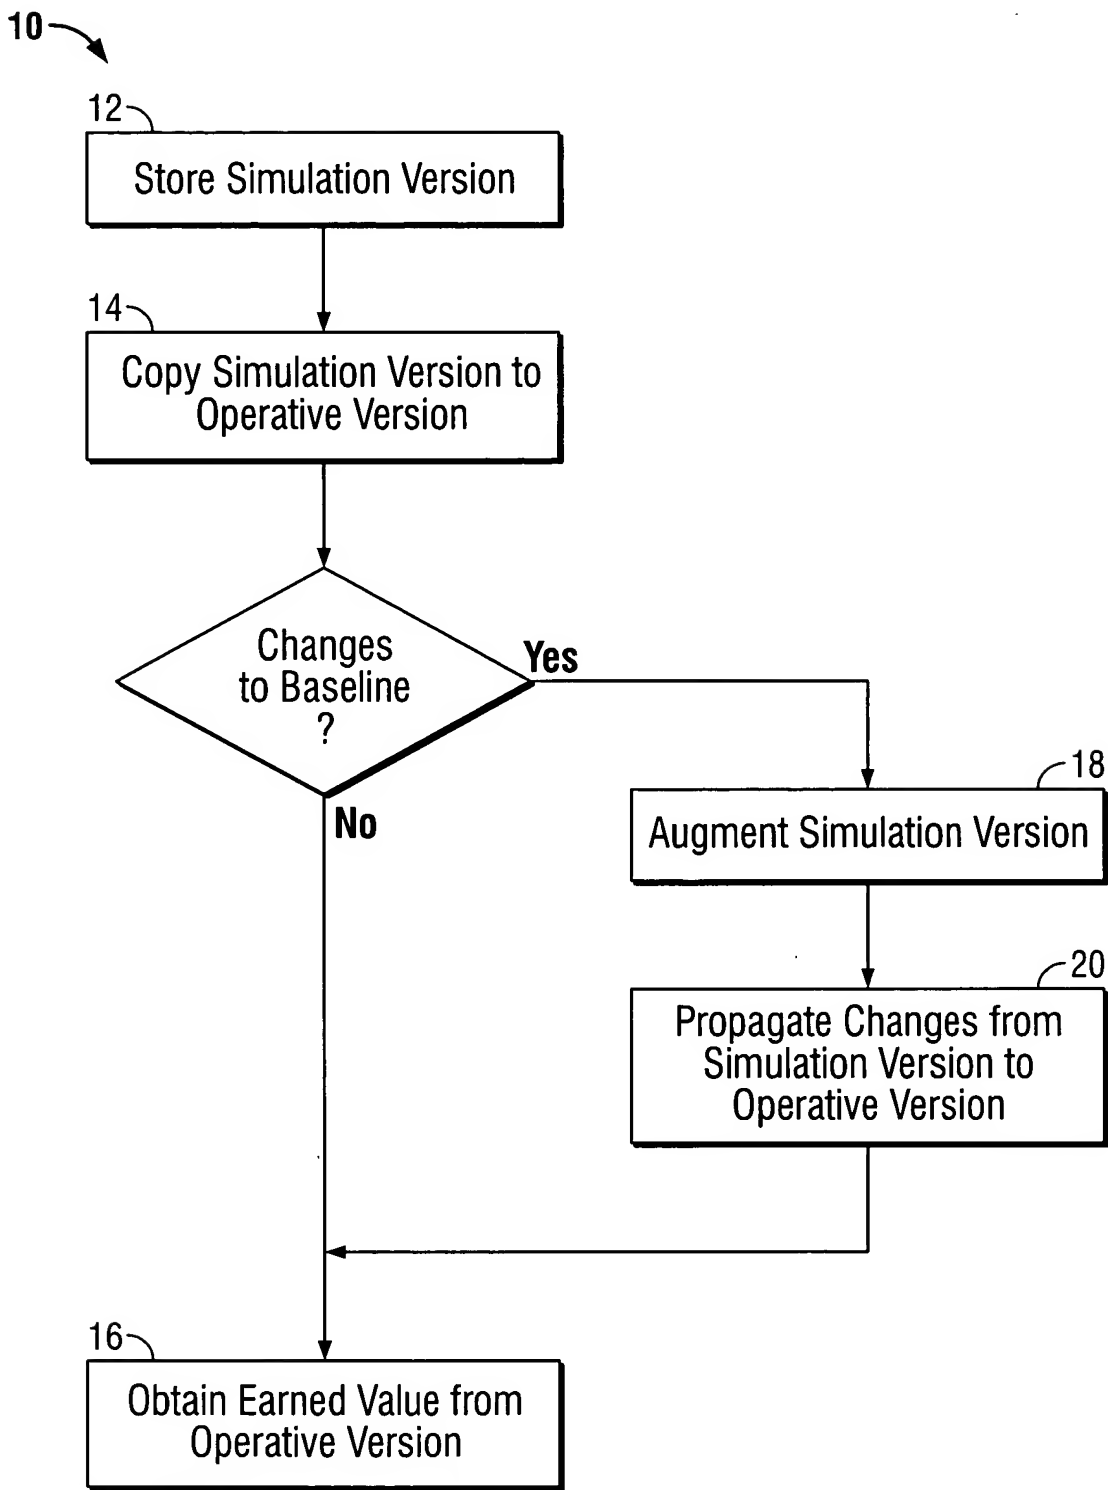 10
12
Store Simulation Version
14
Copy Simulation Version to
Operative Version
Changes
to Baseline
?
Yes
No
18
Augment Simulation Version
20
Propagate Changes from
Simulation Version to
Operative Version
16
Obtain Earned Value from
Operative Version